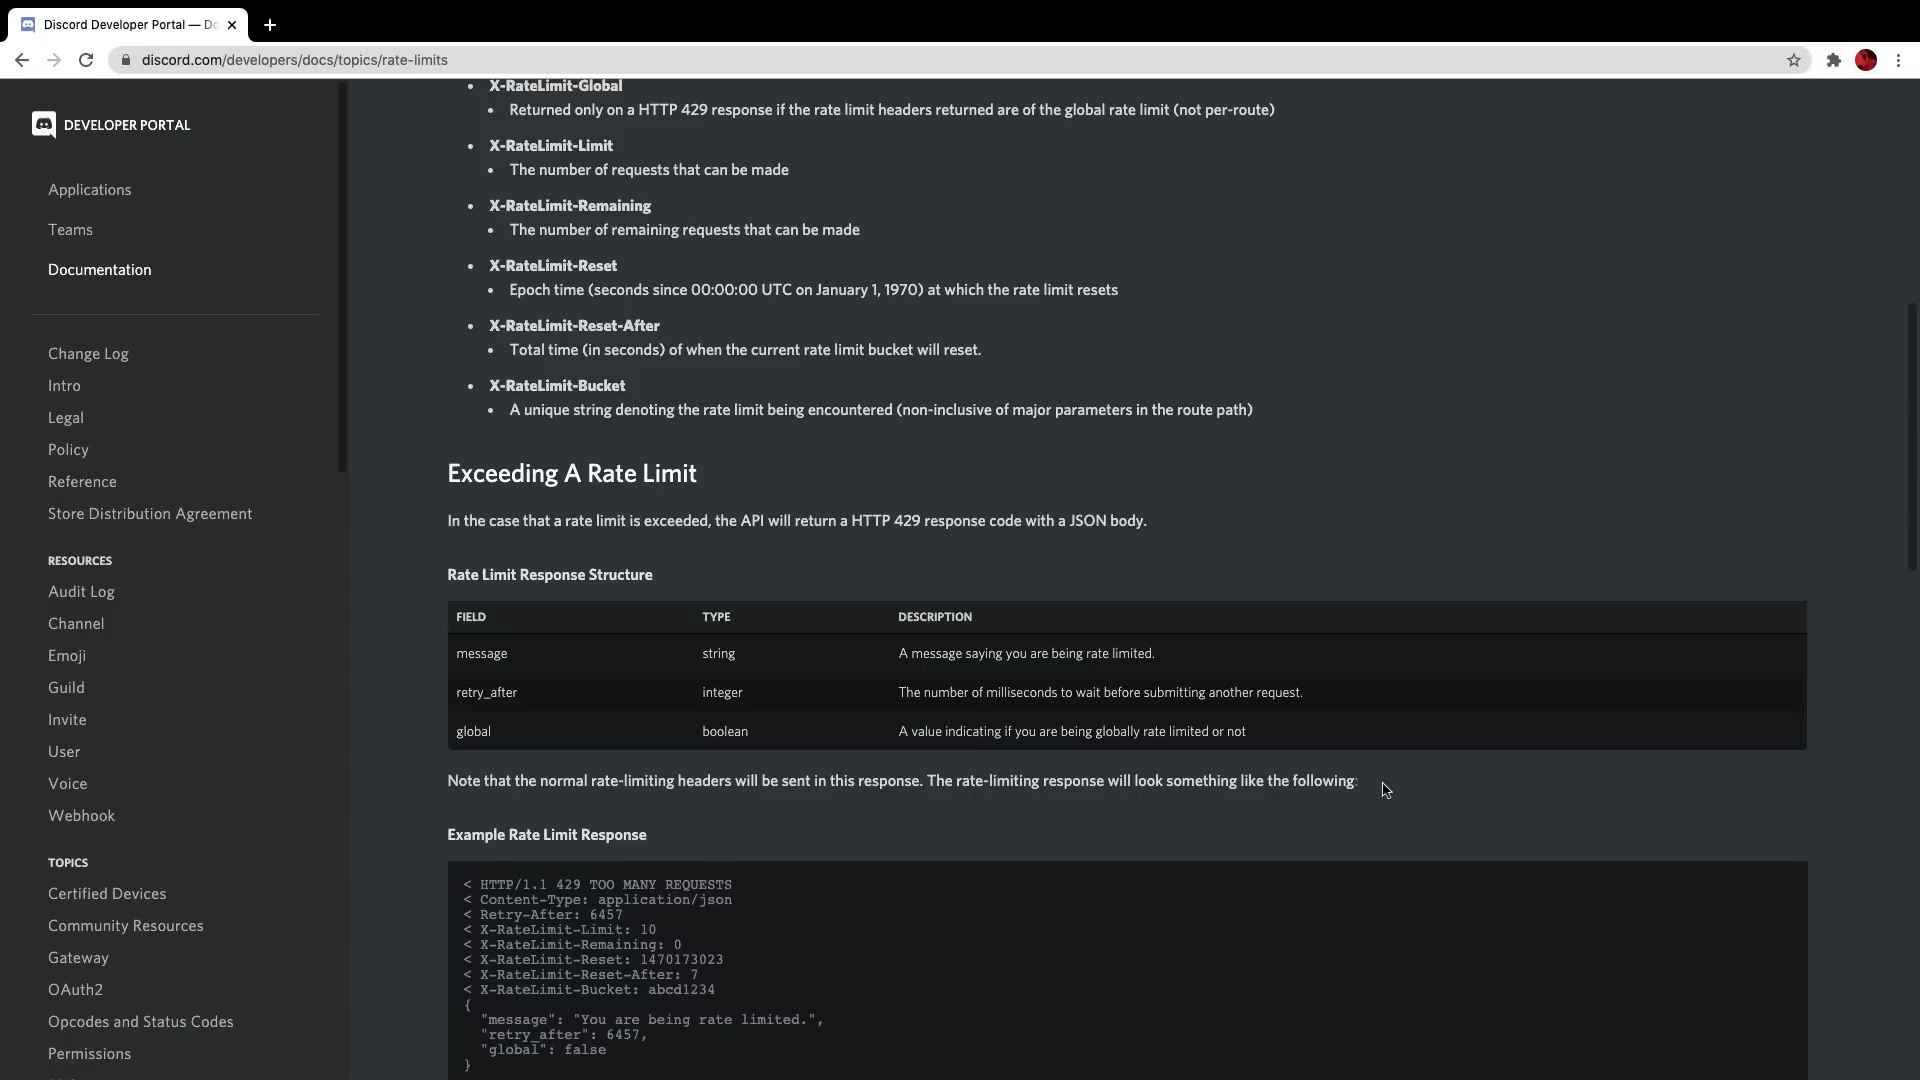 Discord Developer Portal — Do
discord.com/developers/docs/topics/rate-limits
DEVELOPER PORTAL
Applications
Teams
Documentation
Change Log
Intro
Legal
Policy
Reference
Store Distribution Agreement
RESOURCES
Audit Log
Channel
Emoji
Guild
Invite
User
Voice
Webhook
TOPICS
Certified Devices
Community Resources
Gateway
OAuth2
Opcodes and Status Codes
Permissions
X-RateLimit-Global
Returned only on a HTTP 429 response if the rate limit headers returned are of the global rate limit (not per-route)
X-RateLimit-Limit
The number of requests that can be made
X-RateLimit-Remaining
The number of remaining requests that can be made
X-RateLimit-Reset
Epoch time (seconds since 00:00:00 UTC on January 1, 1970) at which the rate limit resets
X-RateLimit-Reset-After
Total time (in seconds) of when the current rate limit bucket will reset.
X-RateLimit-Bucket
A unique string denoting the rate limit being encountered (non-inclusive of major parameters in the route path)
Exceeding A Rate Limit
In the case that a rate limit is exceeded, the API will return a HTTP 429 response code with a JSON body.
Rate Limit Response Structure
FIELD TYPE DESCRIPTION
message string A message saying you are being rate limited.
retry_after integer The number of milliseconds to wait before submitting another request.
global boolean A value indicating if you are being globally rate limited or not
Note that the normal rate-limiting headers will be sent in this response. The rate-limiting response will look something like the following:
Example Rate Limit Response
< HTTP/1.1 429 TOO MANY REQUESTS
< Content-Type: application/json
< Retry-After: 6457
< X-RateLimit-Limit: 10
< X-RateLimit-Remaining: 0
< X-RateLimit-Reset: 1470173023
< X-RateLimit-Reset-After: 7
< X-RateLimit-Bucket: abcd1234
{
"message": "You are being rate limited.",
"retry_after": 6457,
"global": false
}